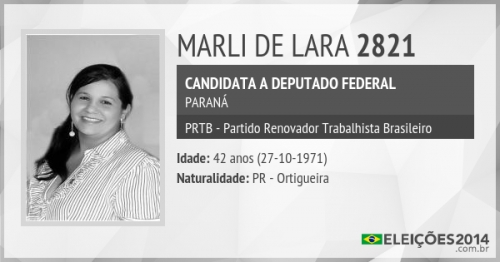 MARLI DE LARA 2821
CANDIDATA A DEPUTADO FEDERAL
PARANÁ
PRTB - Partido Renovador Trabalhista Brasileiro
Idade: 42 anos (27-10-1971)
Naturalidade: PR - Ortigueira
ELEIÇÕES2014
.com.br